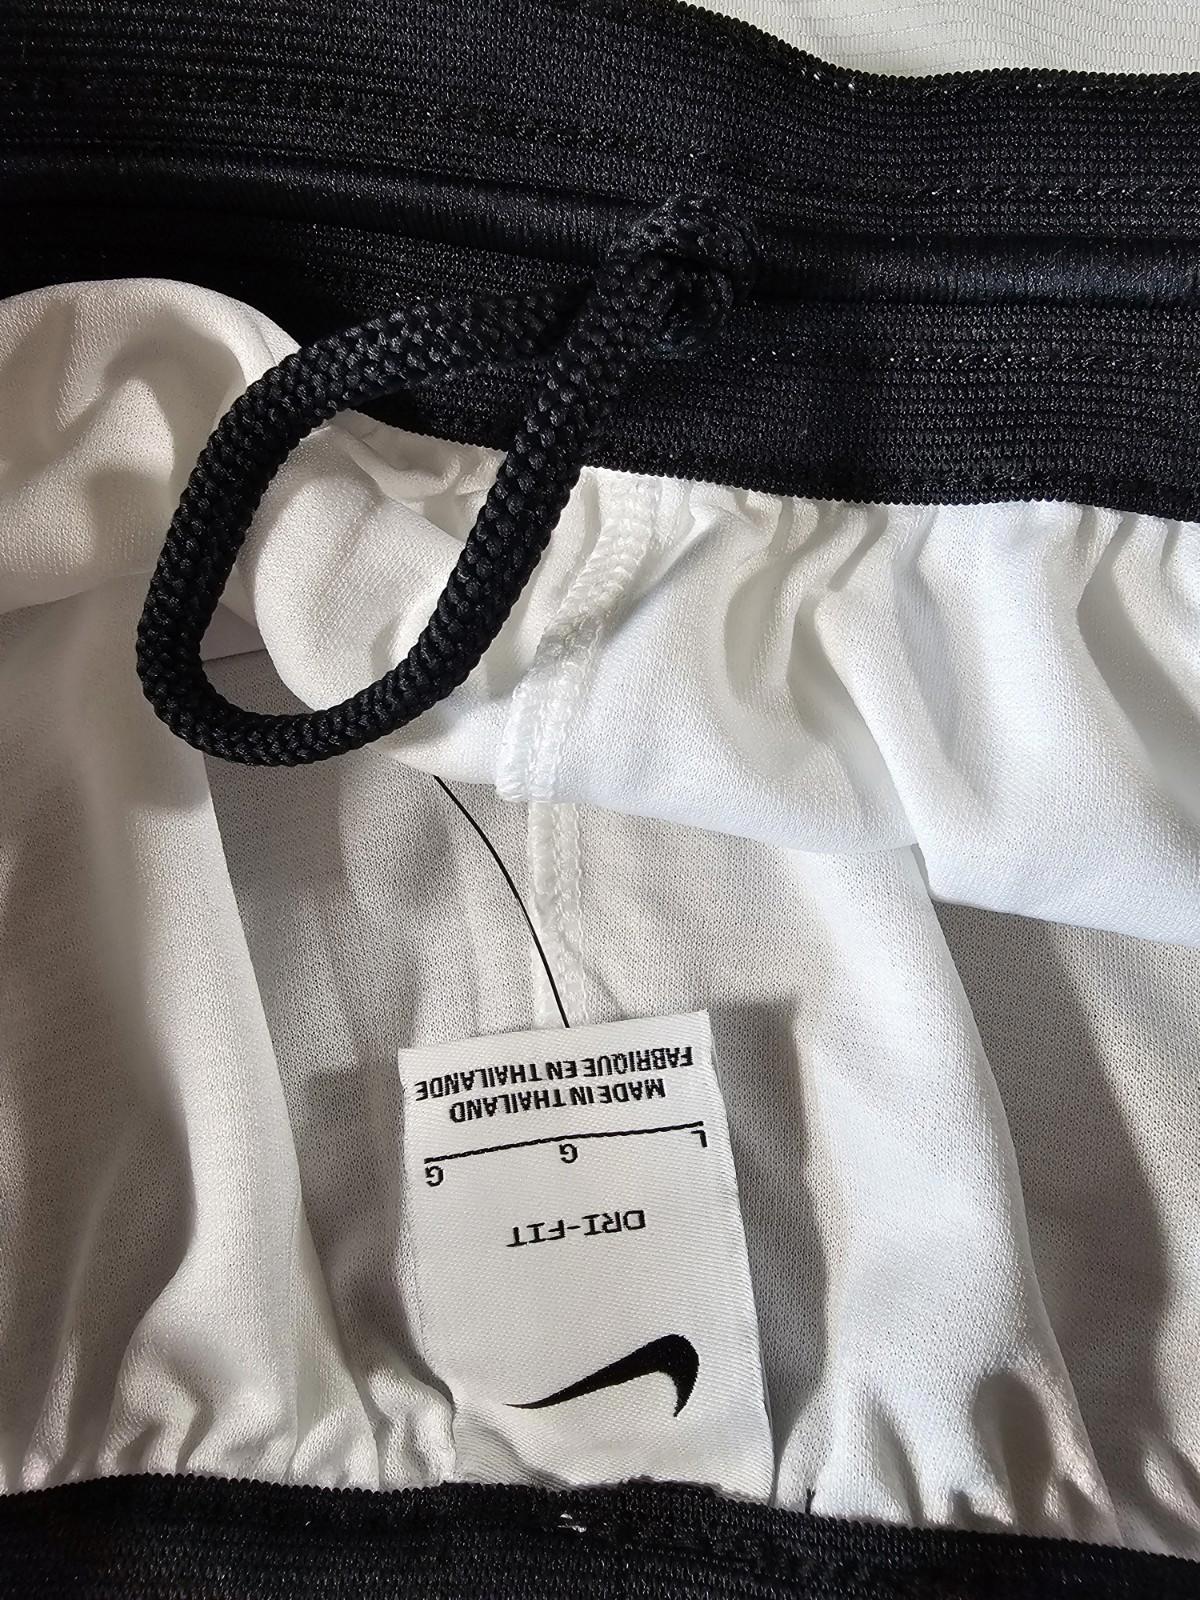 DRI-FIT
L G G
MADE IN THAILAND
FABRIQUE EN THAILANDE